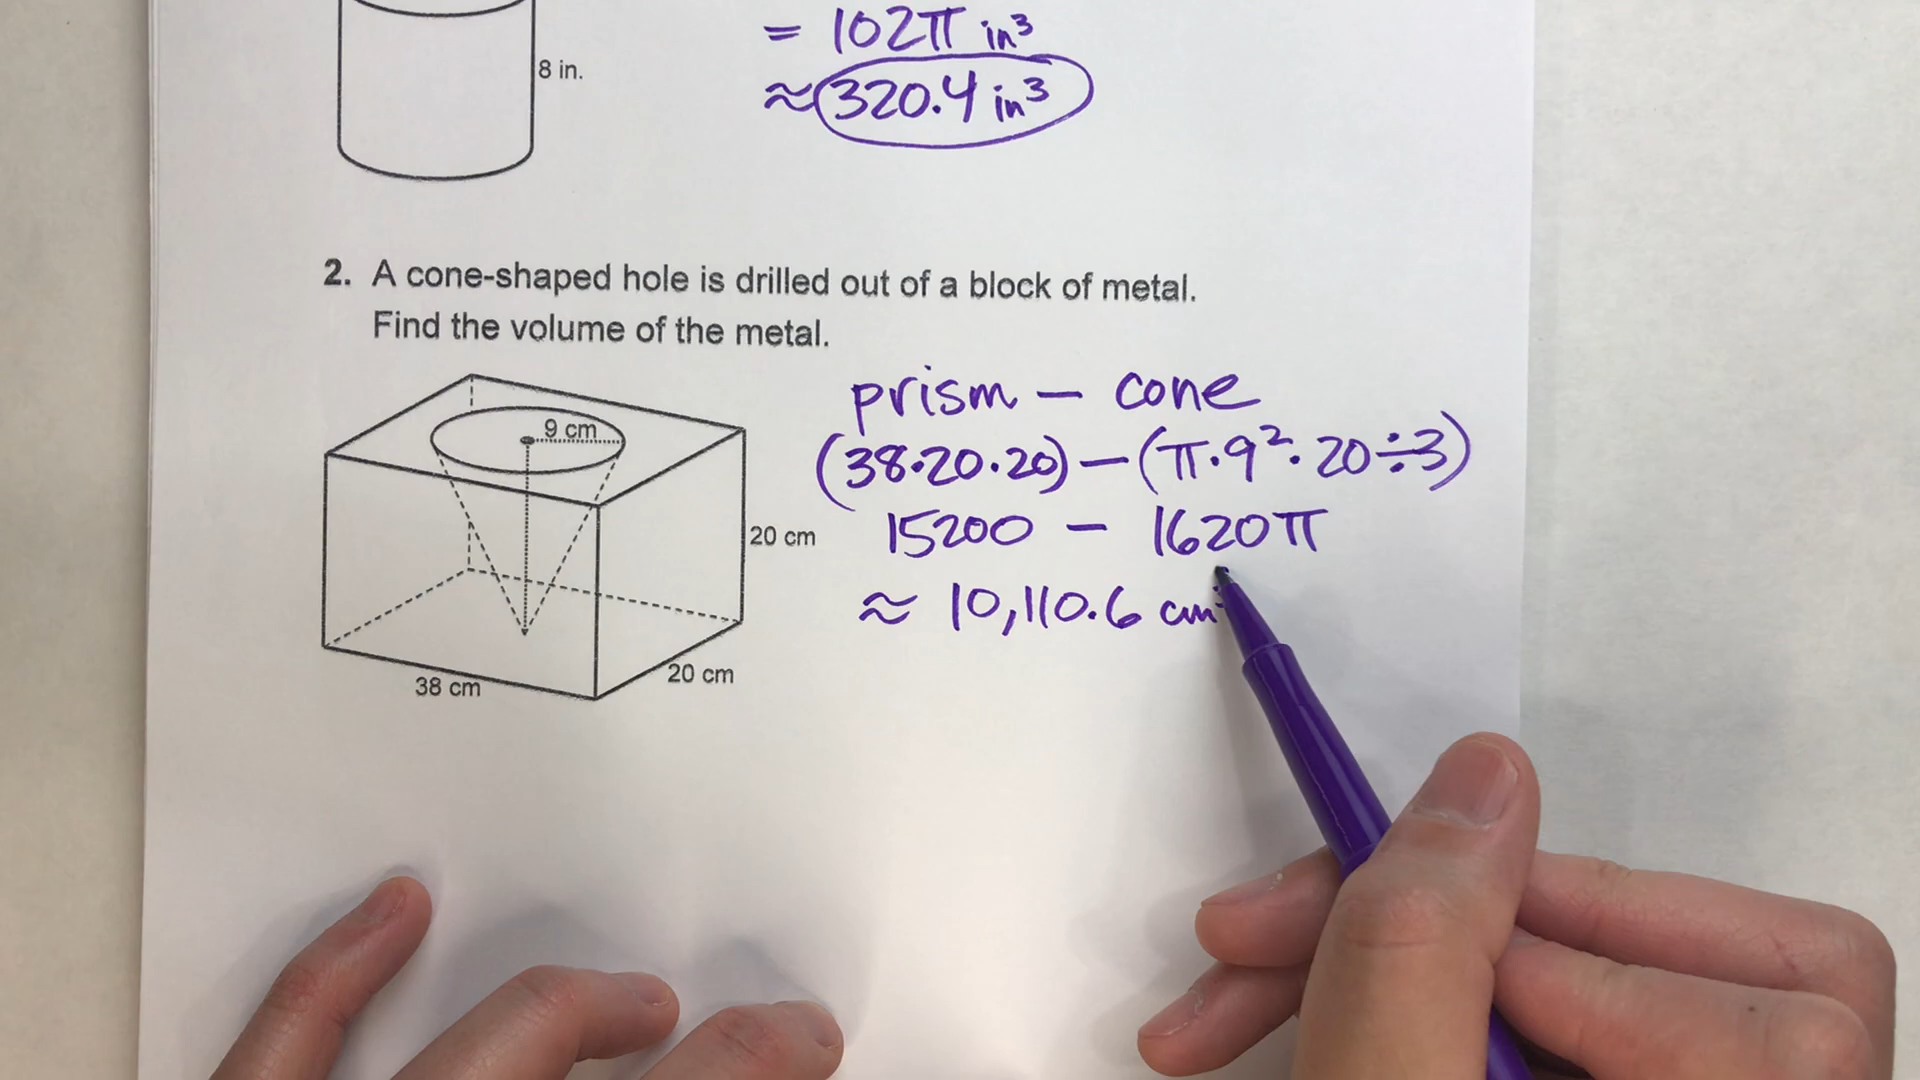 = 102π in³
8 in.
≈ 320.4 in³
2. A cone-shaped hole is drilled out of a block of metal.
Find the volume of the metal.
prism – cone
9 cm
(38·20·20) – (π·9²·20÷3)
15200 – 1620π
20 cm
≈ 10,110.6 cm
20 cm
38 cm